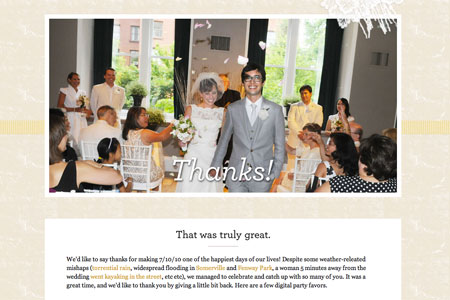 Thanks!
That was truly great.
We'd like to say thanks for making 7/10/10 one of the happiest days of our lives! Despite some weather-releated
mishaps (torrential rain, widespread flooding in Somerville and Fenway Park, a woman 5 minutes away from the
wedding went kayaking in the street, etc etc), we managed to celebrate and catch up with so many of you. It was a
great time, and we'd like to thank you by giving a little bit back. Here are a few digital party favors.